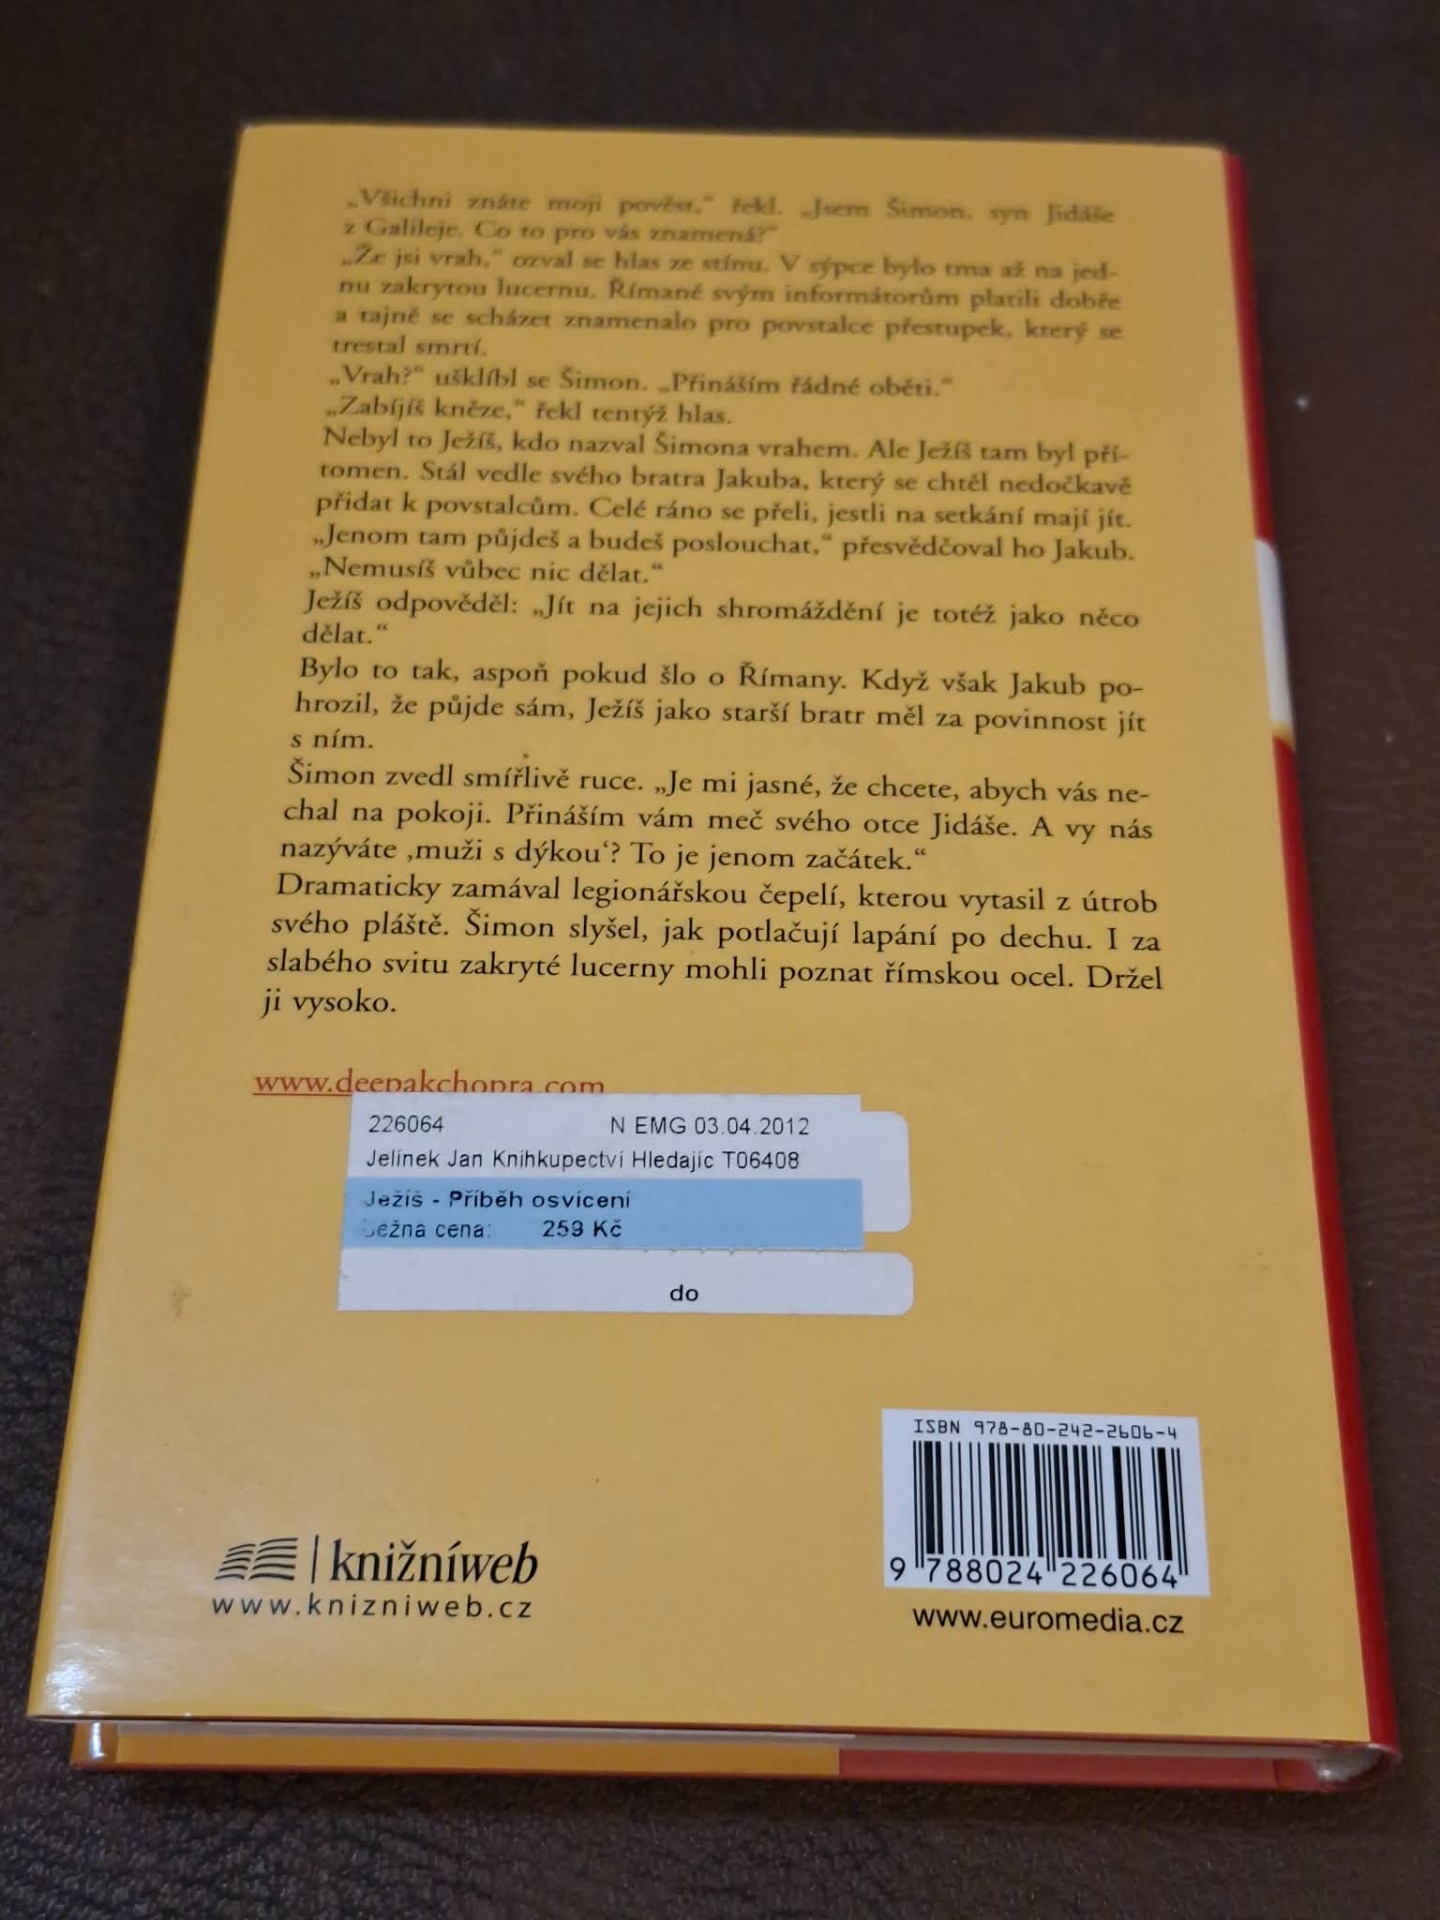 „Všichni znáte moji pověst,“ řekl. „Jsem Šimon, syn Jidáše
z Galileje. Co to pro vás znamená?“
„Že jsi vrah,“ ozval se hlas ze stínu. V sýpce bylo tma až na jed-
nu zakrytou lucernu. Římané svým informátorům platili dobře
a tajně se scházet znamenalo pro povstalce přestupek, který se
trestal smrtí.
„Vrah?“ ušklíbl se Šimon. „Přináším řádné oběti.“
„Zabíjíš kněze,“ řekl tentýž hlas.
Nebyl to Ježíš, kdo nazval Šimona vrahem. Ale Ježíš tam byl pří-
tomen. Stál vedle svého bratra Jakuba, který se chtěl nedočkavě
přidat k povstalcům. Celé ráno se přeli, jestli na setkání mají jít.
„Jenom tam půjdeš a budeš poslouchat,“ přesvědčoval ho Jakub.
„Nemusíš vůbec nic dělat.“
Ježíš odpověděl: „Jít na jejich shromáždění je totéž jako něco
dělat.“
Bylo to tak, aspoň pokud šlo o Římany. Když však Jakub po-
hrozil, že půjde sám, Ježíš jako starší bratr měl za povinnost jít
s ním.
Šimon zvedl smířlivě ruce. „Je mi jasné, že chcete, abych vás ne-
chal na pokoji. Přináším vám meč svého otce Jidáše. A vy nás
nazýváte ‚muži s dýkou‘? To je jenom začátek.“
Dramaticky zamával legionářskou čepelí, kterou vytasil z útrob
svého pláště. Šimon slyšel, jak potlačují lapání po dechu. I za
slabého svitu zakryté lucerny mohli poznat římskou ocel. Držel
ji vysoko.
www.deepakchopra.com
226064 N EMG 03.04.2012
Jelínek Jan Knihkupectví Hledajíc T06408
Ježíš - Příběh osvícení
Běžná cena: 259 Kč
do
ISBN 978-80-242-2606-4
9 788024 226064
www.euromedia.cz
knižníweb
www.knizniweb.cz